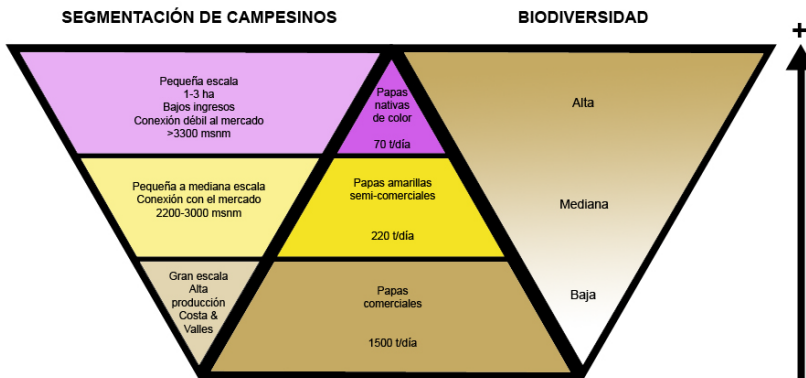 SEGMENTACIÓN DE CAMPESINOS
BIODIVERSIDAD
+
Pequeña escala
1-3 ha
Bajos ingresos
Conexión débil al mercado
>3300 msnm
Papas
nativas
de color
70 t/día
Alta
Pequeña a mediana escala
Conexión con el mercado
2200-3000 msnm
Papas amarillas
semi-comerciales
220 t/día
Mediana
Gran escala
Alta
producción
Costa &
Valles
Papas
comerciales
1500 t/día
Baja